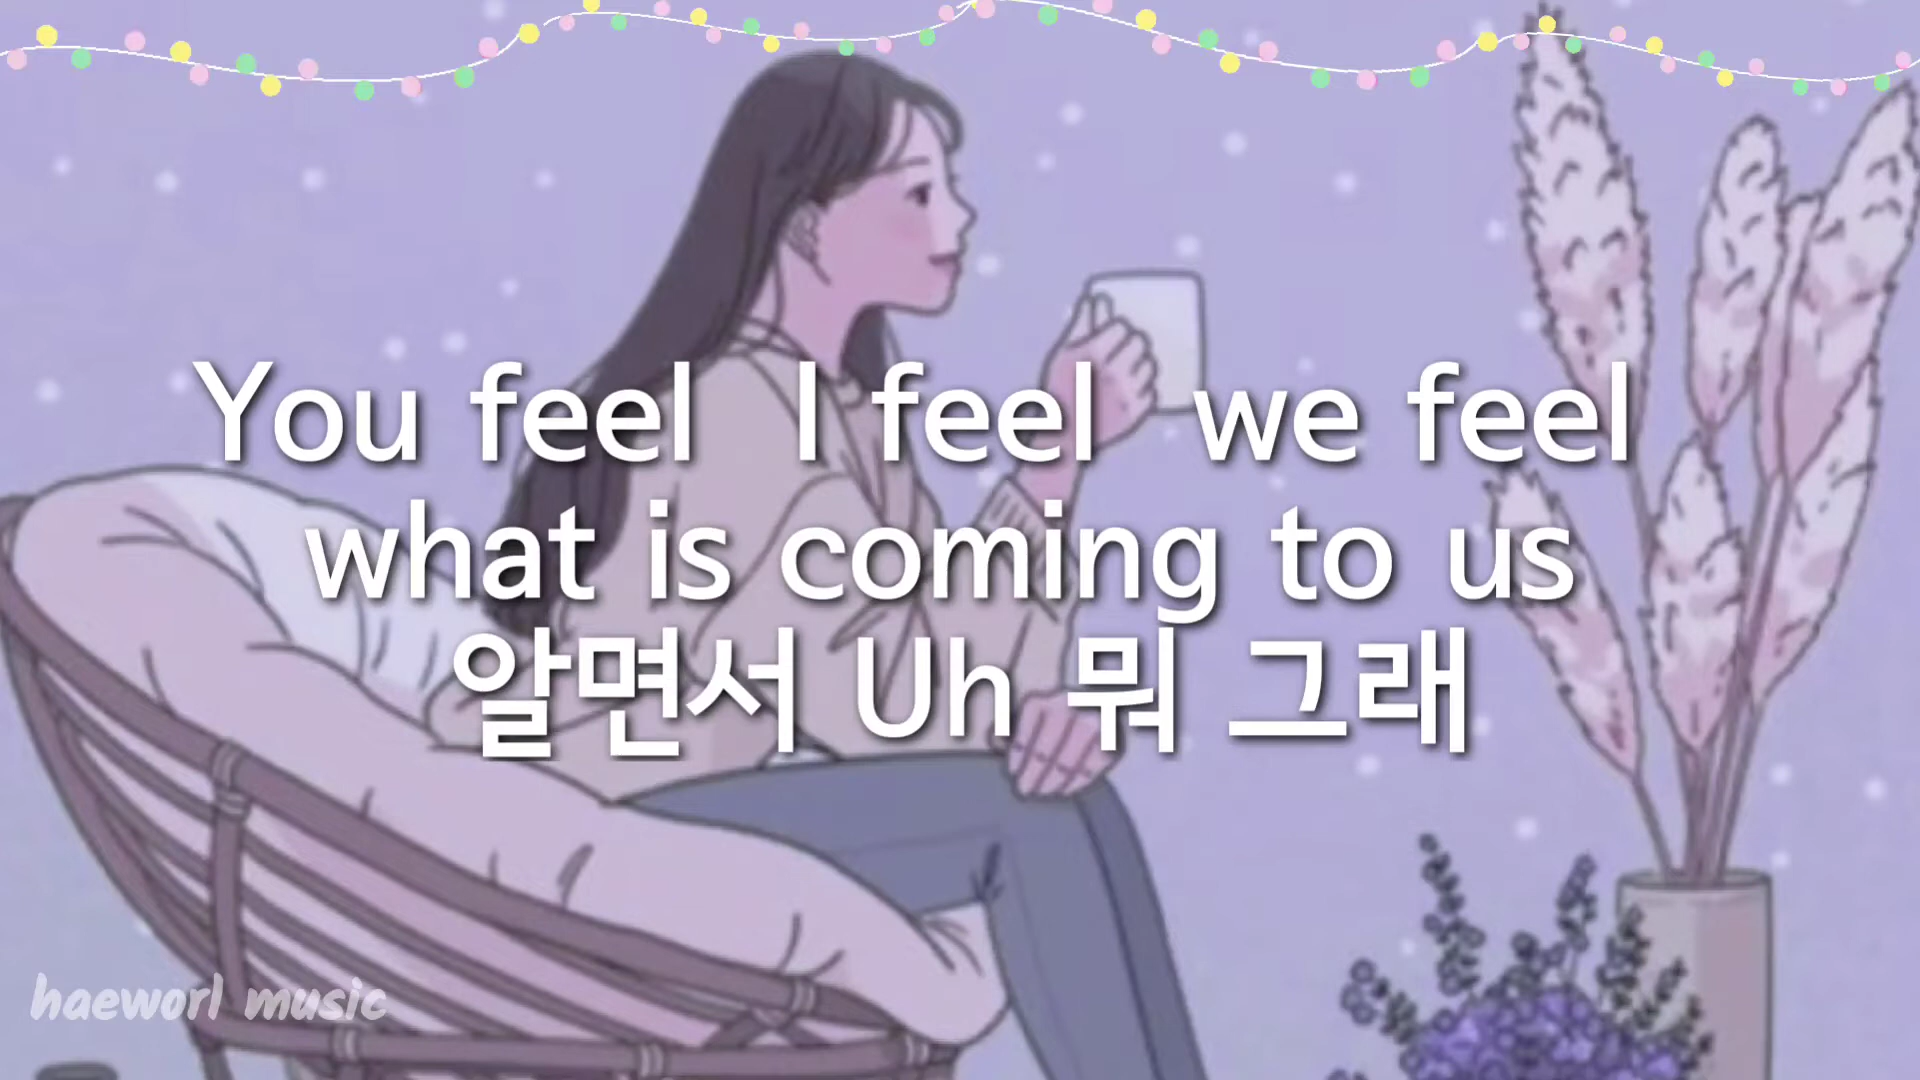 You feel I feel we feel
what is coming to us
알면서 Uh 뭐 그래
haeworl music